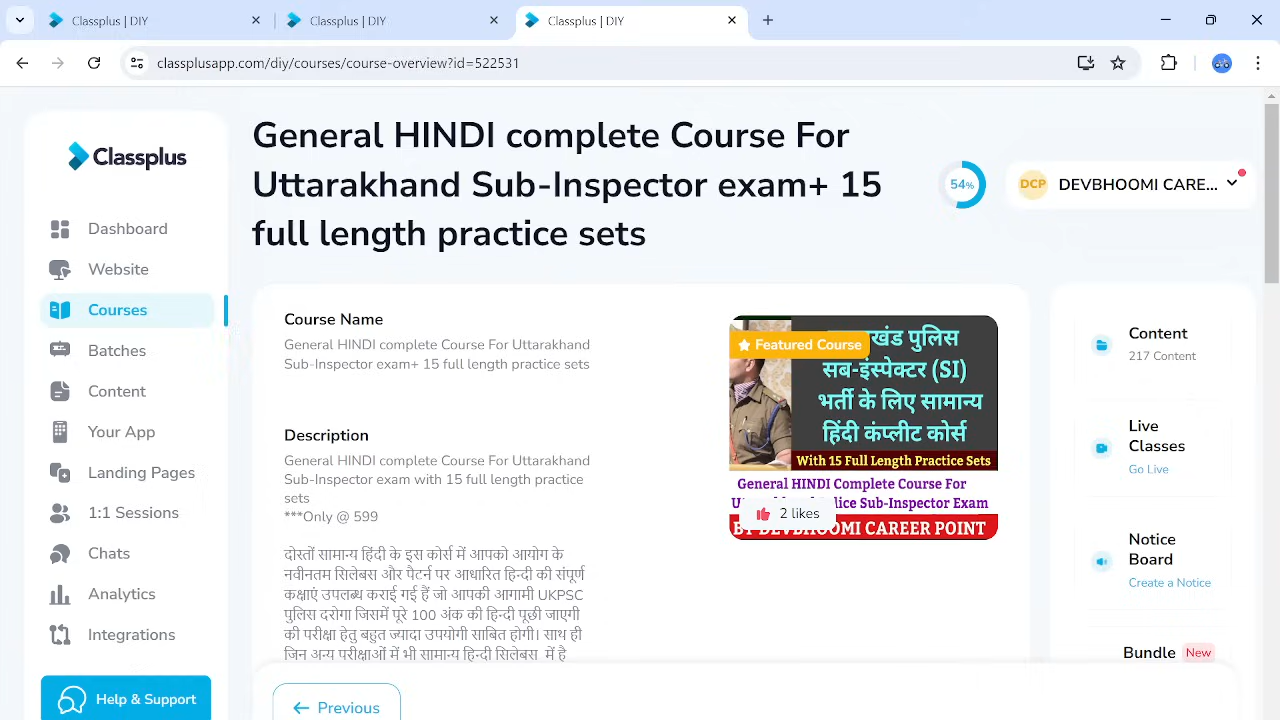 Classplus | DIY
Classplus | DIY
Classplus | DIY
classplusapp.com/diy/courses/course-overview?id=522531
Classplus
Dashboard
Website
Courses
Batches
Content
Your App
Landing Pages
1:1 Sessions
Chats
Analytics
Integrations
Help & Support
General HINDI complete Course For
Uttarakhand Sub-Inspector exam+ 15
full length practice sets
54%
DCP DEVBHOOMI CARE...
Course Name
General HINDI complete Course For Uttarakhand
Sub-Inspector exam+ 15 full length practice sets
Description
General HINDI complete Course For Uttarakhand
Sub-Inspector exam with 15 full length practice
sets
***Only @ 599
दोस्तों सामान्य हिंदी के इस कोर्स में आपको आयोग के
नवीनतम सिलेबस और पैटर्न पर आधारित हिन्दी की संपूर्ण
कक्षाएं उपलब्ध कराई गई हैं जो आपकी आगामी UKPSC
पुलिस दरोगा जिसमें पूरे 100 अंक की हिन्दी पूछी जाएगी
की परीक्षा हेतु बहुत ज्यादा उपयोगी साबित होगी। साथ ही
जिन अन्य परीक्षाओं में भी सामान्य हिन्दी सिलेबस में है
Featured Course
खंड पुलिस
सब-इंस्पेक्टर (SI)
भर्ती के लिए सामान्य
हिंदी कंप्लीट कोर्स
With 15 Full Length Practice Sets
General HINDI Complete Course For
Sub-Inspector Exam
2 likes
BY DEVBHOOMI CAREER POINT
Content
217 Content
Live
Classes
Go Live
Notice
Board
Create a Notice
Bundle New
Previous